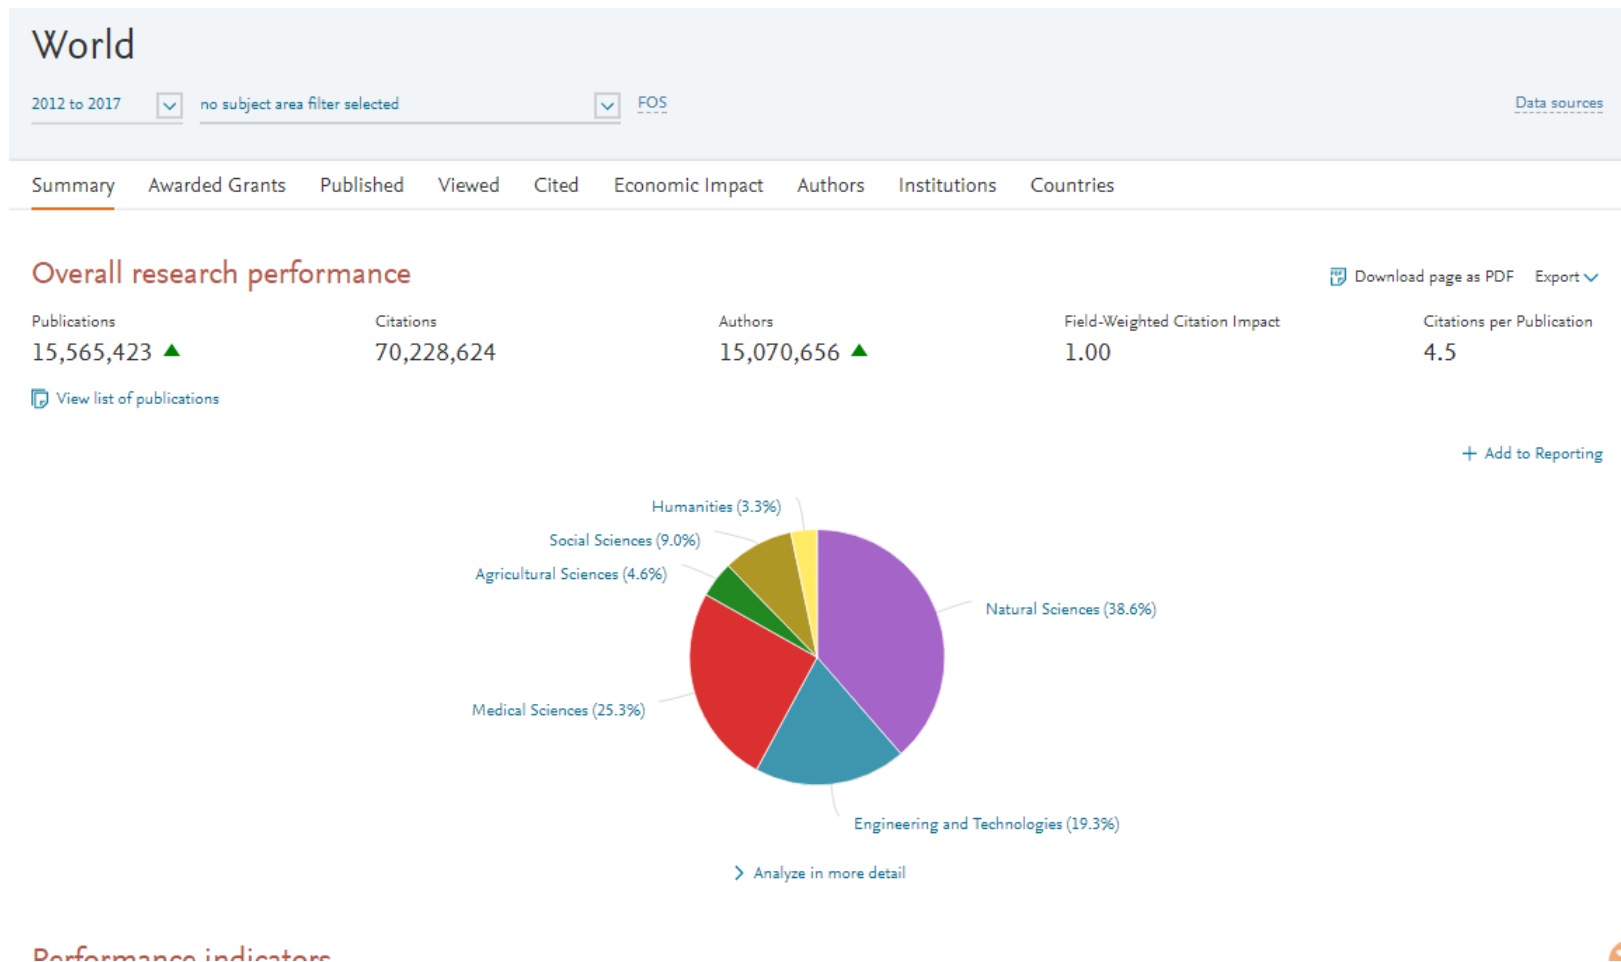 World
2012 to 2017 no subject area filter selected FOS Data sources
Summary Awarded Grants Published Viewed Cited Economic Impact Authors Institutions Countries
Overall research performance
Download page as PDF Export
Publications Citations Authors Field-Weighted Citation Impact Citations per Publication
15,565,423 70,228,624 15,070,656 1.00 4.5
View list of publications
+ Add to Reporting
Humanities (3.3%)
Social Sciences (9.0%)
Agricultural Sciences (4.6%)
Natural Sciences (38.6%)
Medical Sciences (25.3%)
Engineering and Technologies (19.3%)
Analyze in more detail
Performance indicators